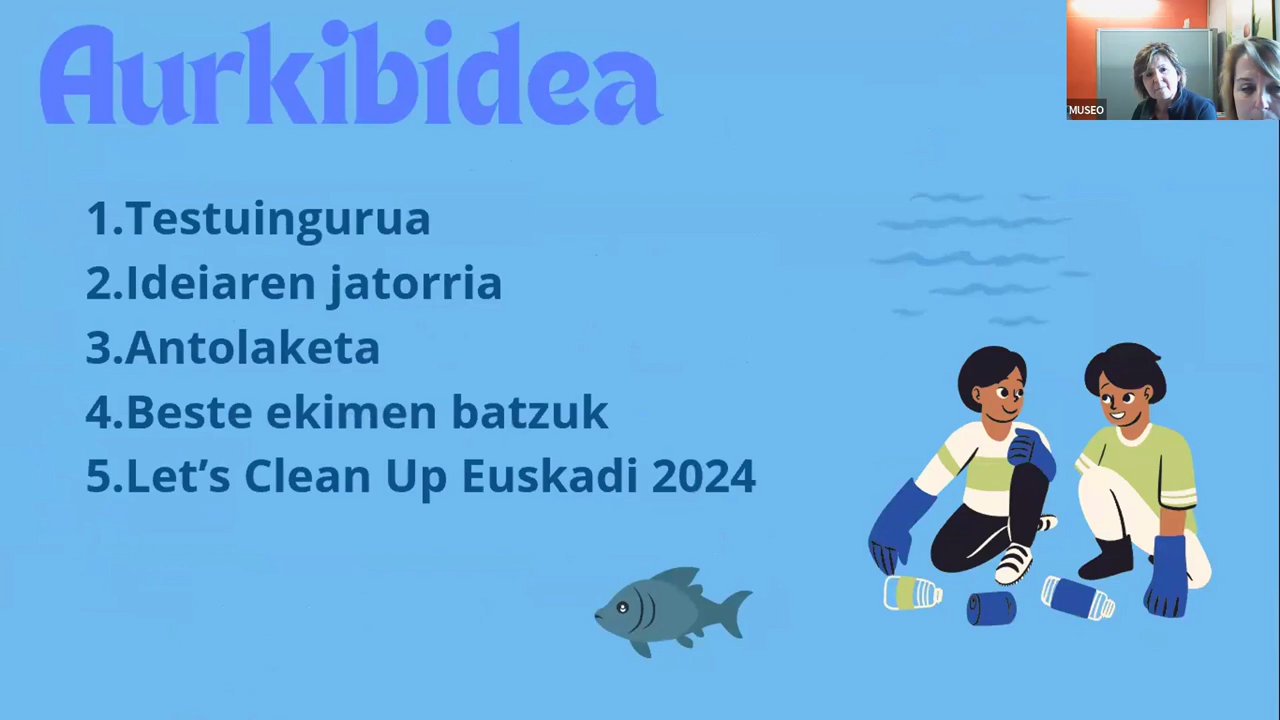 Aurkibidea
MUSEO
1.Testuingurua
2.Ideiaren jatorria
3.Antolaketa
4.Beste ekimen batzuk
5.Let’s Clean Up Euskadi 2024